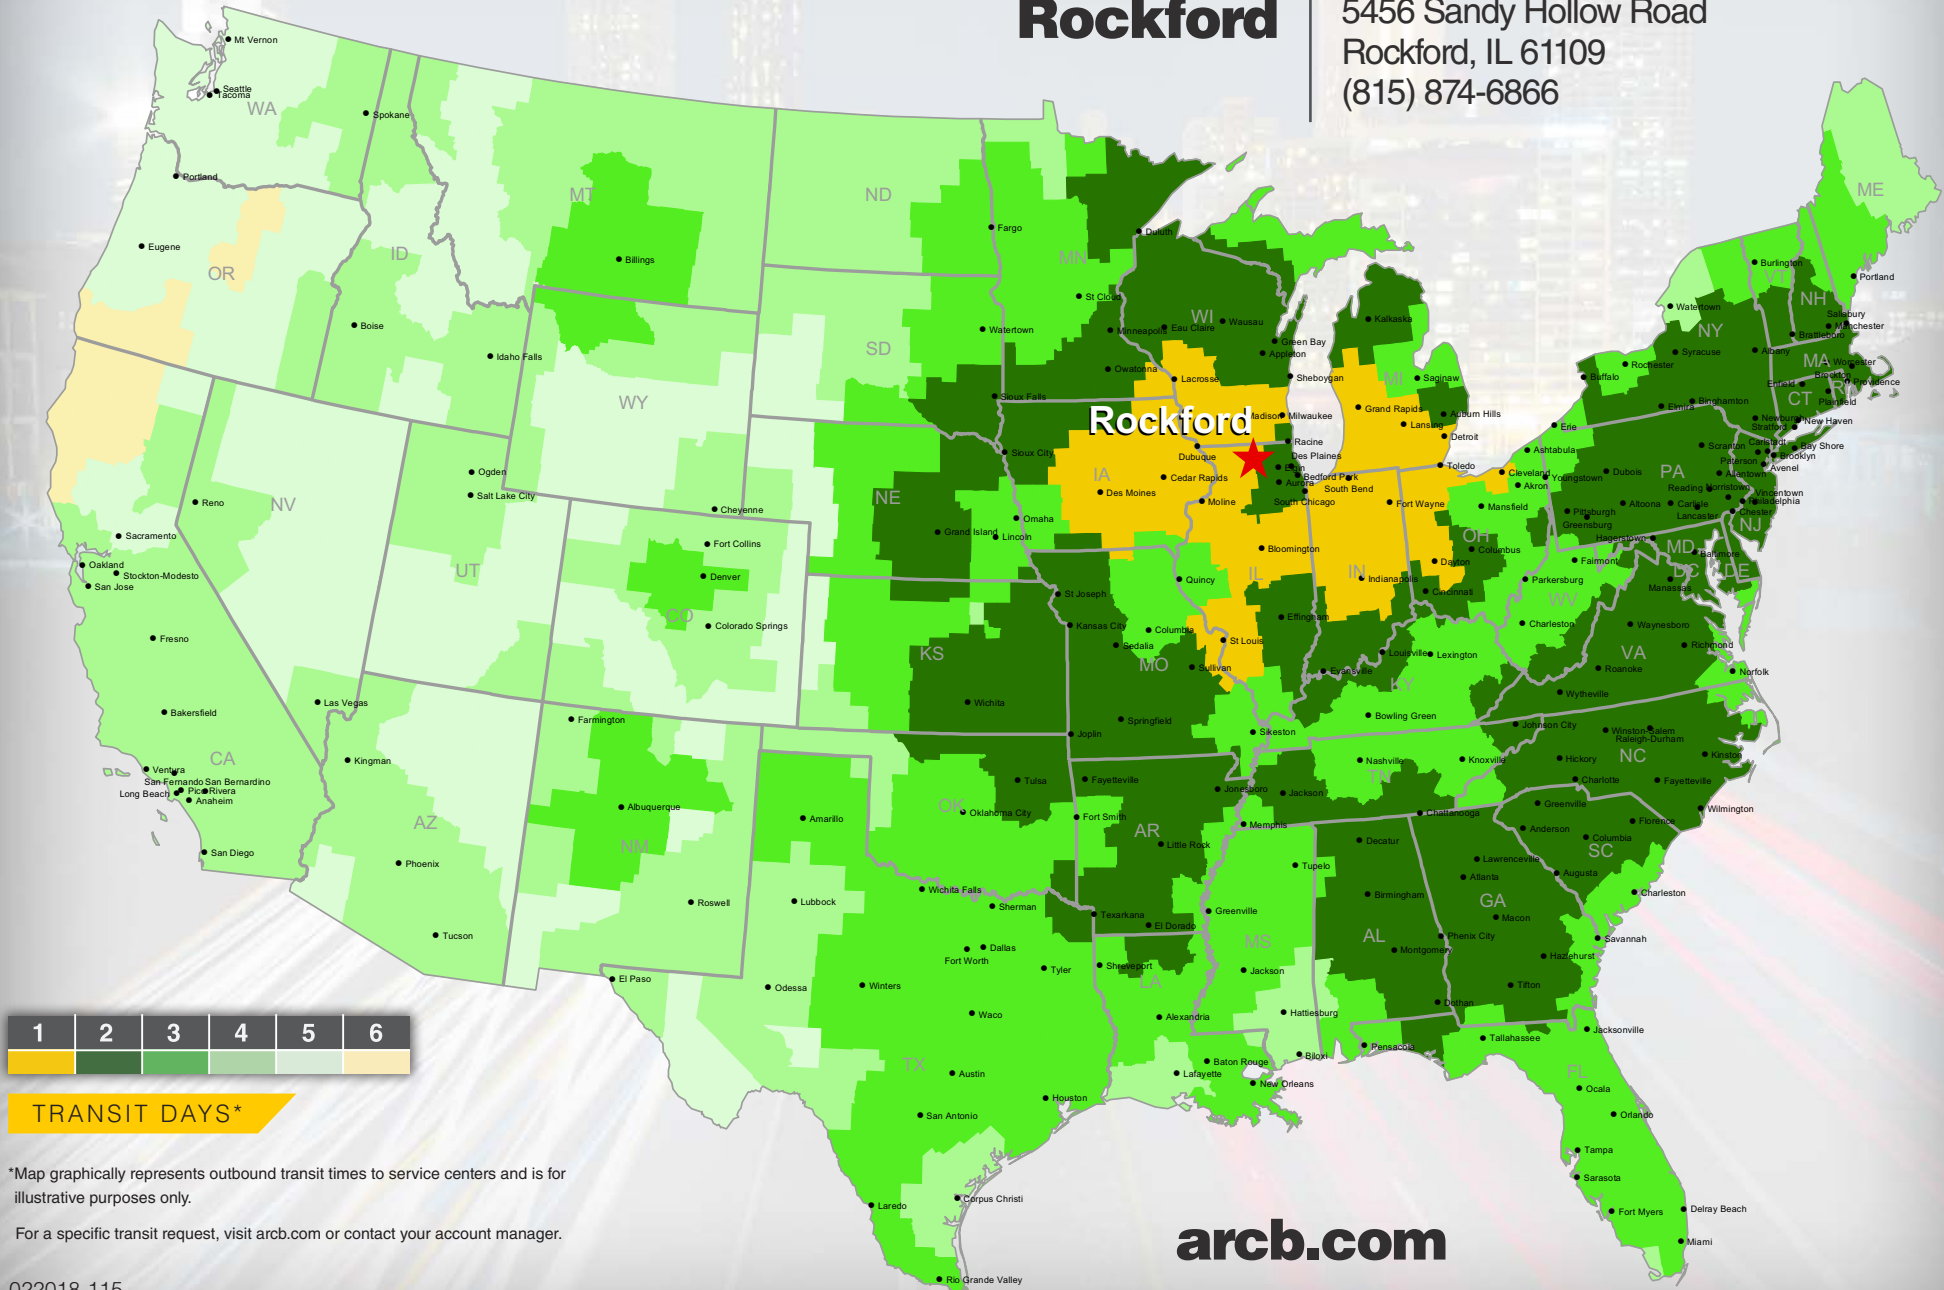 Rockford
5456 Sandy Hollow Road
Rockford, IL 61109
(815) 874-6866
Mt Vernon
Seattle
Tacoma
WA
Spokane
Portland
Eugene
OR
ID
Boise
Idaho Falls
MT
Billings
ND
Fargo
MN
Duluth
St Cloud
Watertown
SD
Sioux Falls
WY
Cheyenne
Minneapolis
Owatonna
Eau Claire
WI
Wausau
Green Bay
Appleton
Sheboygan
Lacrosse
Madison
Milwaukee
Racine
Rockford
Dubuque
Des Plaines
Elgin
Aurora
Bedford Park
South Chicago
South Bend
Kalkaska
MI
Saginaw
Grand Rapids
Lansing
Auburn Hills
Detroit
Toledo
ME
Burlington
VT
Portland
NH
Salisbury
Manchester
Brattleboro
Watertown
NY
Syracuse
Albany
MA
Worcester
Brockton
Providence
Enfield
RI
Plainfield
CT
Rochester
Buffalo
Elmira
Binghamton
Newburgh
New Haven
Stratford
Erie
Ashtabula
Cleveland
Akron
Youngstown
Mansfield
Scranton
Carlstadt
Bay Shore
Brooklyn
Paterson
Avenel
Dubois
PA
Allentown
Reading
Norristown
Vincentown
Philadelphia
Pittsburgh
Altoona
Carlisle
Lancaster
Chester
Greensburg
NJ
Hagerstown
MD
Baltimore
DC
DE
Manassas
Sioux City
IA
Cedar Rapids
Des Moines
Moline
Fort Wayne
NE
Omaha
Grand Island
Lincoln
Bloomington
IL
IN
Indianapolis
OH
Columbus
Dayton
Cincinnati
Fairmont
Parkersburg
WV
Charleston
Waynesboro
VA
Richmond
Roanoke
Norfolk
Wytheville
Reno
NV
Ogden
Salt Lake City
UT
Fort Collins
Denver
CO
Colorado Springs
Sacramento
Oakland
Stockton-Modesto
San Jose
Fresno
Bakersfield
CA
Las Vegas
Ventura
San Fernando
San Bernardino
Long Beach
Pico Rivera
Anaheim
San Diego
Kingman
AZ
Phoenix
Tucson
Farmington
Albuquerque
NM
Roswell
El Paso
KS
Wichita
St Joseph
Kansas City
Quincy
Columbia
Sedalia
MO
St Louis
Sullivan
Effingham
Springfield
Joplin
Sikeston
Evansville
Louisville
Lexington
KY
Bowling Green
Amarillo
OK
Oklahoma City
Tulsa
Fayetteville
Fort Smith
AR
Little Rock
Jonesboro
Jackson
Memphis
Nashville
TN
Knoxville
Johnson City
Winston-Salem
Raleigh-Durham
Hickory
NC
Kinston
Charlotte
Fayetteville
Wilmington
Chattanooga
Greenville
Anderson
Florence
Columbia
SC
Charleston
Lubbock
Wichita Falls
Sherman
Dallas
Fort Worth
Tyler
Odessa
Winters
Waco
TX
Austin
Houston
San Antonio
Laredo
Corpus Christi
Rio Grande Valley
Texarkana
El Dorado
Shreveport
LA
Alexandria
Lafayette
Baton Rouge
New Orleans
Greenville
MS
Tupelo
Jackson
Hattiesburg
Biloxi
Decatur
Birmingham
AL
Montgomery
Dothan
Lawrenceville
Atlanta
Augusta
GA
Macon
Phenix City
Savannah
Hazlehurst
Tifton
Pensacola
Tallahassee
Jacksonville
FL
Ocala
Orlando
Tampa
Sarasota
Fort Myers
Delray Beach
Miami
1 2 3 4 5 6
TRANSIT DAYS*
*Map graphically represents outbound transit times to service centers and is for
illustrative purposes only.
For a specific transit request, visit arcb.com or contact your account manager.
arcb.com
022018-115